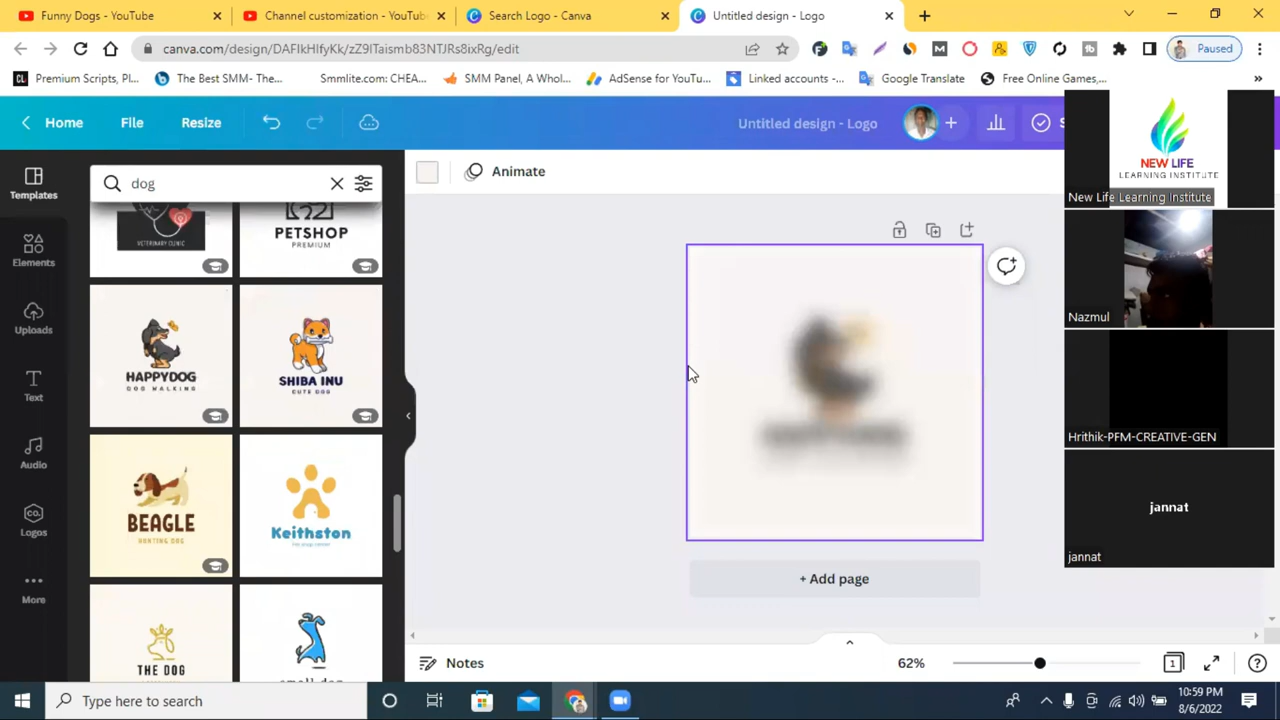 Funny Dogs - YouTube
Channel customization - YouTube
Search Logo - Canva
Untitled design - Logo
canva.com/design/DAFIkHIfyKk/zZ9ITaismb83NTJRs8ixRg/edit
Paused
Premium Scripts, Pl...
The Best SMM- The...
Smmlite.com: CHEA...
SMM Panel, A Whol...
AdSense for YouTu...
Linked accounts -...
Google Translate
Free Online Games,...
Home
File
Resize
Untitled design - Logo
Templates
Elements
Uploads
Text
Audio
Logos
More
dog
Animate
VETERINARY CLINIC
PETSHOP
PREMIUM
HAPPYDOG
DOG WALKING
SHIBA INU
CUTE DOG
BEAGLE
HUNTING DOG
Keithston
THE DOG
+ Add page
Notes
62%
1
NEW LIFE
LEARNING INSTITUTE
New Life Learning Institute
Nazmul
Hrithik-PFM-CREATIVE-GEN
jannat
jannat
Type here to search
10:59 PM
8/6/2022